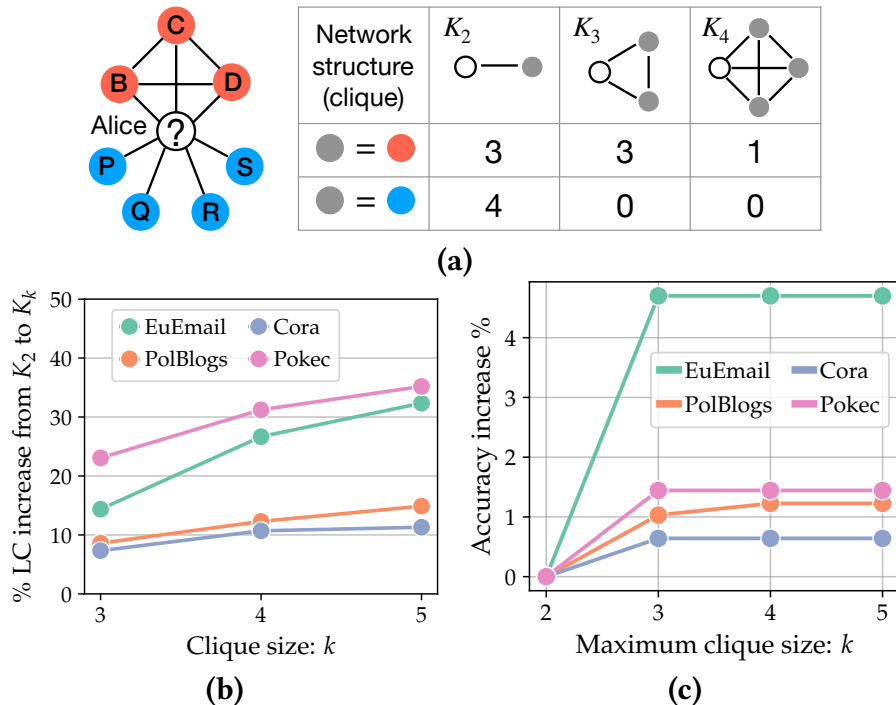 C
B D
Alice ?
P S
Q R
Network structure (clique) K2 K3 K4
= 3 3 1
= 4 0 0
(a)
% LC increase from K2 to Kk
50
40
30
20
10
0
EuEmail Cora
PolBlogs Pokec
3 4 5
Clique size: k
(b)
Accuracy increase %
4
3
2
1
0
EuEmail Cora
PolBlogs Pokec
2 3 4 5
Maximum clique size: k
(c)